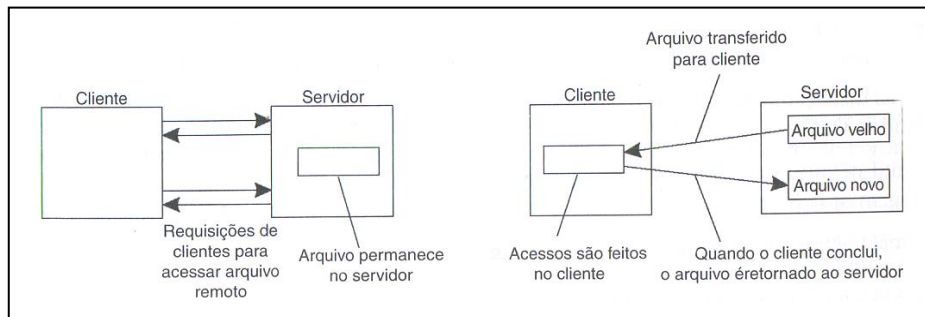 Cliente
Servidor
Requisições de
clientes para
acessar arquivo
remoto
Arquivo permanece
no servidor
Arquivo transferido
para cliente
Cliente
Servidor
Arquivo velho
Arquivo novo
Acessos são feitos
no cliente
Quando o cliente conclui,
o arquivo éretornado ao servidor